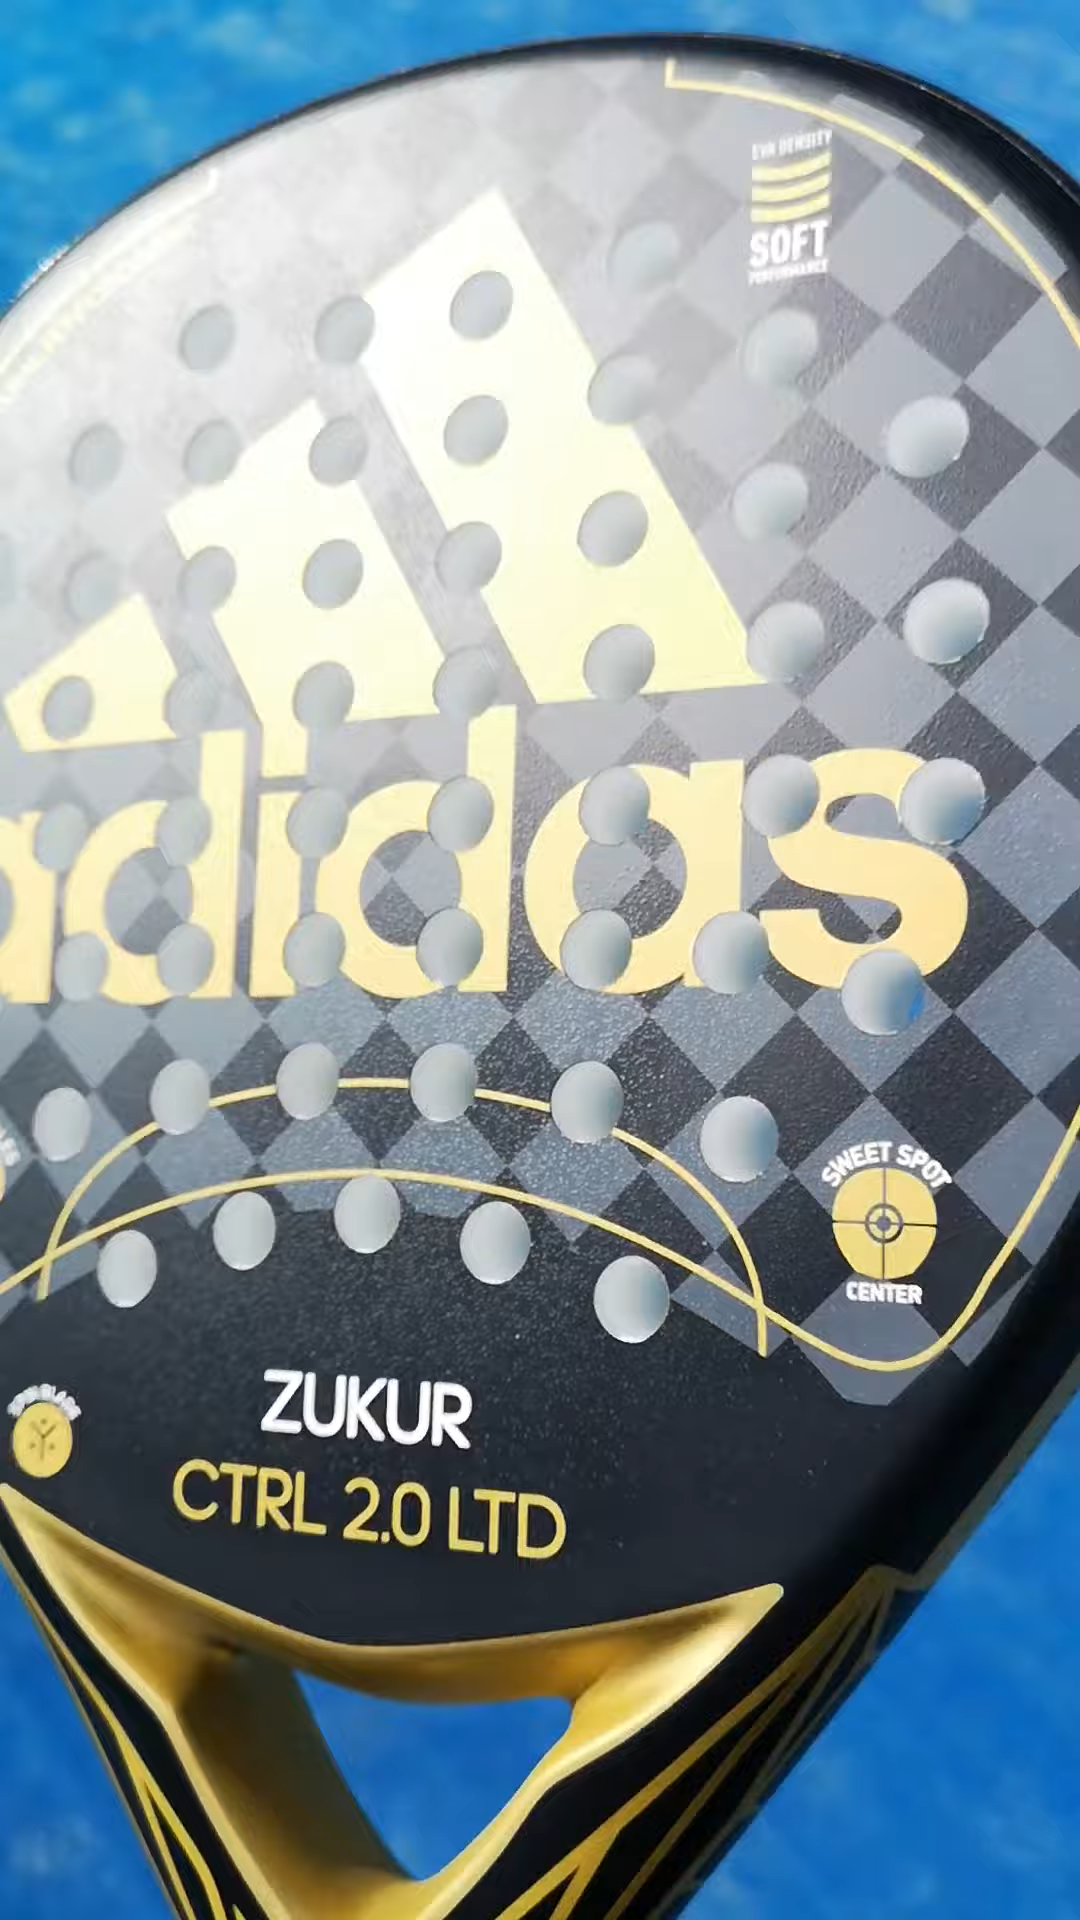 EVA DENSITY
SOFT
PERFORMANCE
adidas
SWEET SPOT
CENTER
ZUKUR
CTRL 2.0 LTD